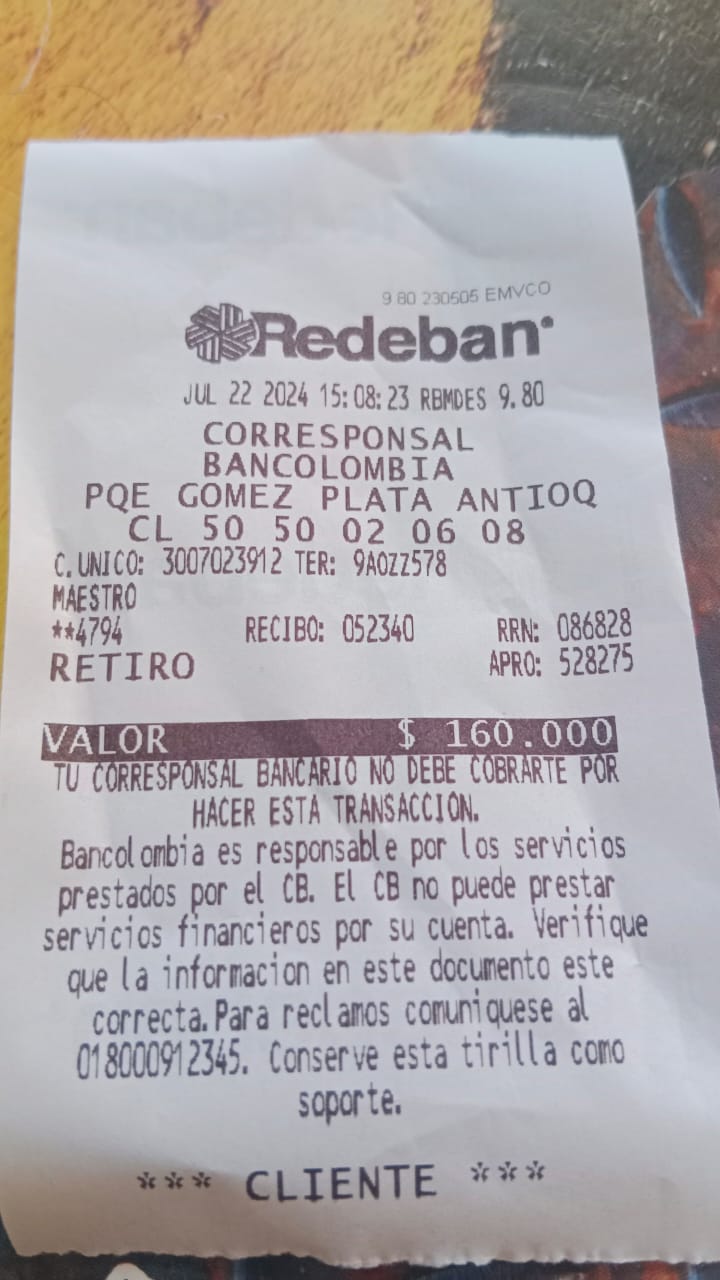 9 80 230505 EMVCO
Redeban
JUL 22 2024 15:08:23 RBMDES 9.80
CORRESPONSAL
BANCOLOMBIA
PQE GOMEZ PLATA ANTIOQ
CL 50 50 02 06 08
C.UNICO: 3007023912 TER: 9AOZZ578
MAESTRO
**4794 RECIBO: 052340 RRN: 086828
RETIRO APRO: 528275
VALOR $ 160.000
TU CORRESPONSAL BANCARIO NO DEBE COBRARTE POR
HACER ESTA TRANSACCION.
Bancolombia es responsable por los servicios
prestados por el CB. El CB no puede prestar
servicios financieros por su cuenta. Verifique
que la informacion en este documento este
correcta.Para reclamos comuniquese al
018000912345. Conserve esta tirilla como
soporte.
*** CLIENTE ***